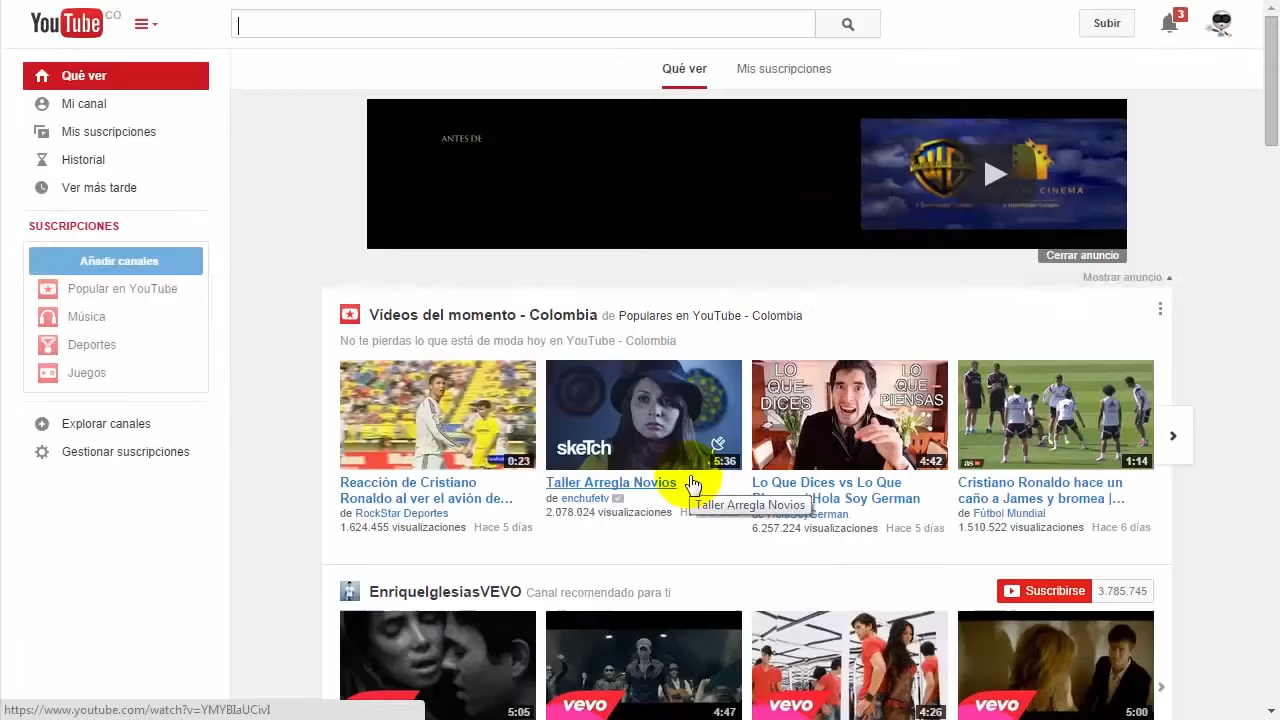 YouTube CO
Subir
3
Qué ver
Mi canal
Mis suscripciones
Historial
Ver más tarde
SUSCRIPCIONES
Añadir canales
Popular en YouTube
Música
Deportes
Juegos
Explorar canales
Gestionar suscripciones
Qué ver Mis suscripciones
ANTES DE
CINEMA
Cerrar anuncio
Mostrar anuncio
Vídeos del momento - Colombia de Populares en YouTube - Colombia
No te pierdas lo que está de moda hoy en YouTube - Colombia
0:23
Reacción de Cristiano
Ronaldo al ver el avión de...
de RockStar Deportes
1.624.455 visualizaciones Hace 5 días
skeTch
5:36
Taller Arregla Novios
de enchufetv
2.078.024 visualizaciones
Taller Arregla Novios
LO QUE DICES
LO QUE PIENSAS
4:42
Lo Que Dices vs Lo Que
Hola Soy German
de HolaSoyGerman.
6.257.224 visualizaciones Hace 5 días
as tv
1:14
Cristiano Ronaldo hace un
caño a James y bromea |...
de Fútbol Mundial
1.510.522 visualizaciones Hace 6 días
EnriqueIglesiasVEVO Canal recomendado para ti
Suscribirse 3.785.745
5:05
vevo 4:47
vevo 4:26
vevo 5:00
https://www.youtube.com/watch?v=YMYBIaUCivI